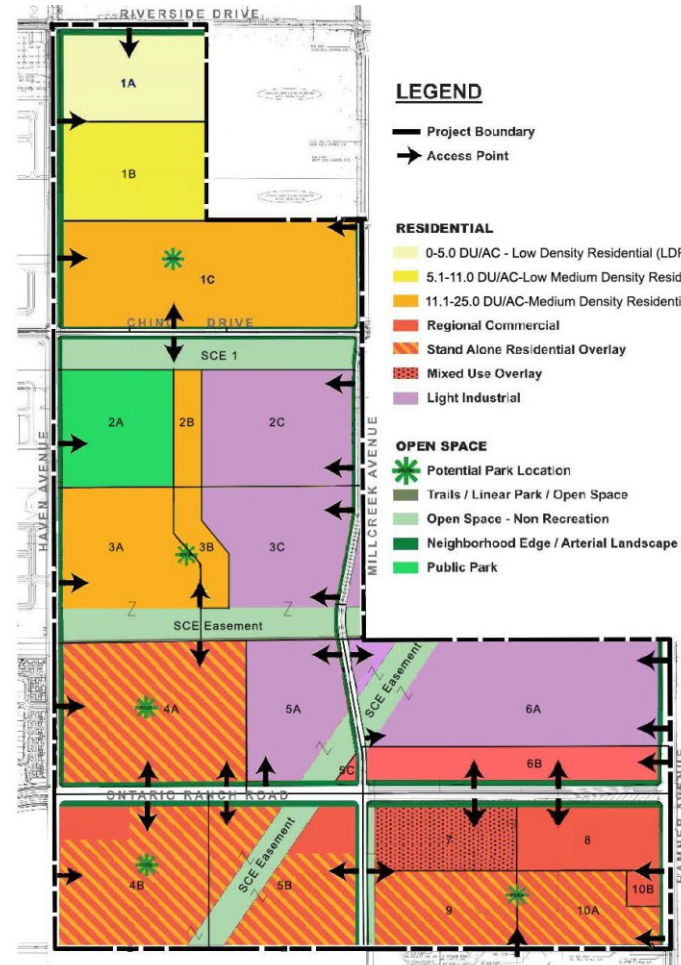 RIVERSIDE DRIVE
1A
1B
1C
CHINO DRIVE
SCE 1
2A
2B
2C
HAVEN AVENUE
MILLCREEK AVENUE
3A
3B
3C
Z
Z
SCE Easement
4A
5A
SCE Easement
6A
5C
6B
ONTARIO RANCH ROAD
4B
SCE Easement
5B
7
8
9
10A
10B
HAMNER AVENUE
LEGEND
Project Boundary
Access Point
RESIDENTIAL
0-5.0 DU/AC - Low Density Residential (LDR
5.1-11.0 DU/AC-Low Medium Density Resid
11.1-25.0 DU/AC-Medium Density Residenti
Regional Commercial
Stand Alone Residential Overlay
Mixed Use Overlay
Light Industrial
OPEN SPACE
Potential Park Location
Trails / Linear Park / Open Space
Open Space - Non Recreation
Neighborhood Edge / Arterial Landscape
Public Park